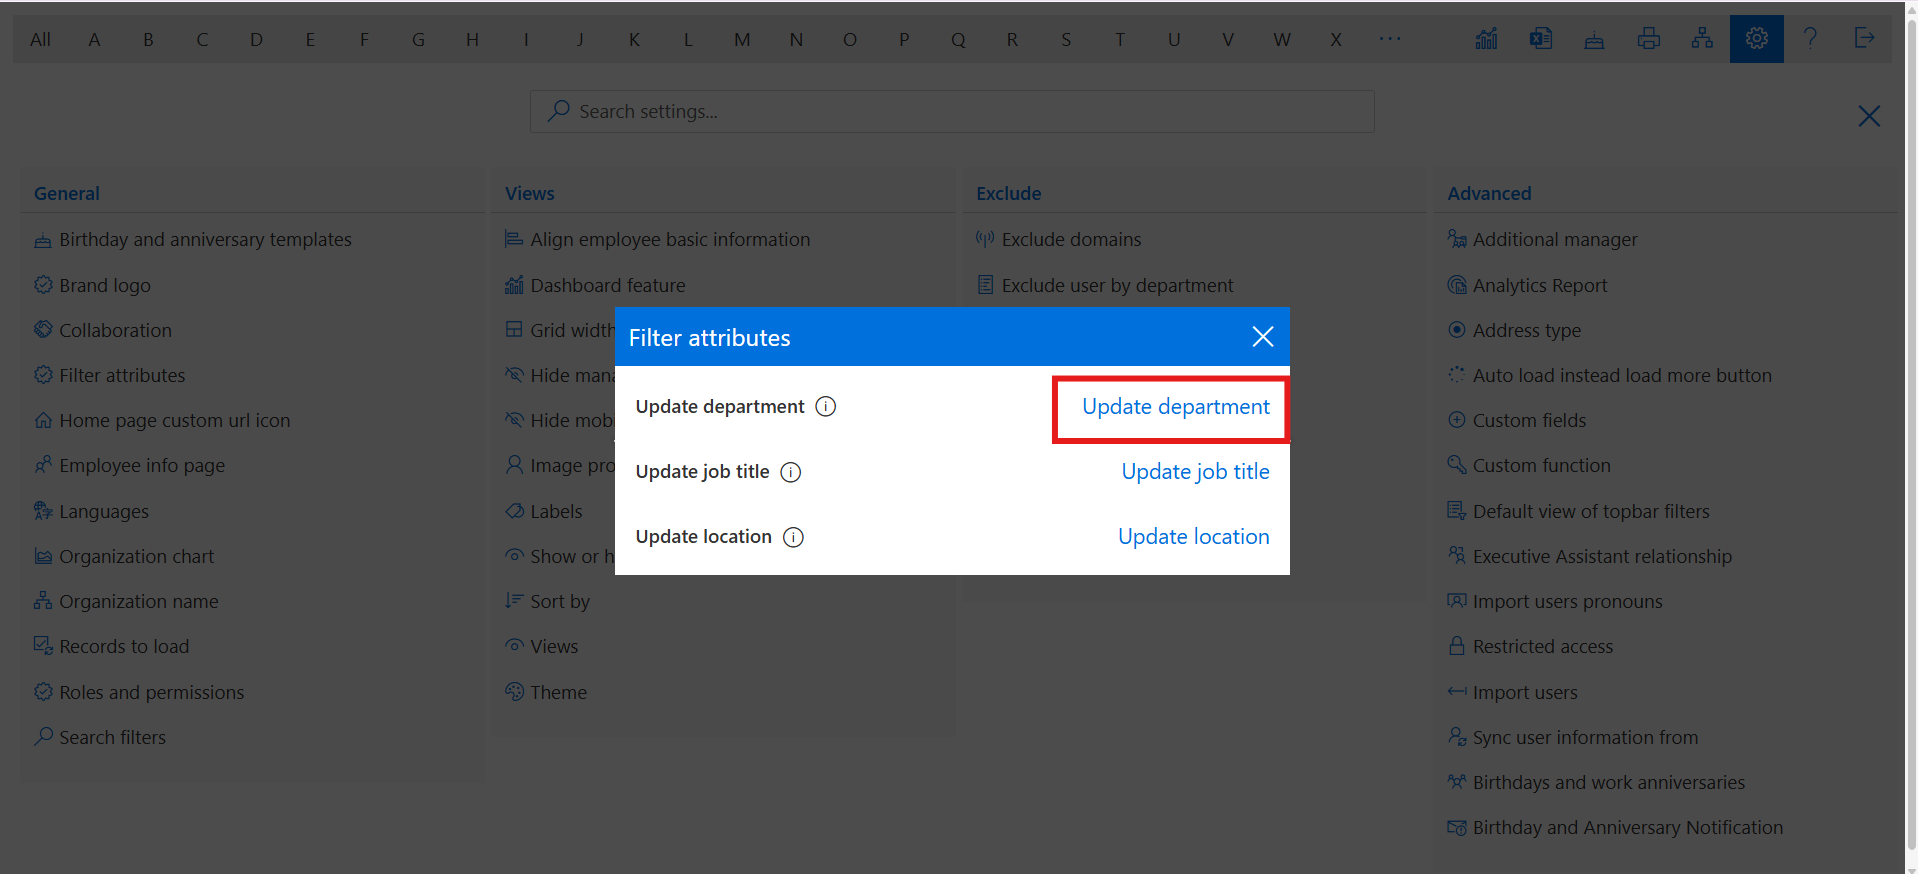 All A B C D E F G H I J K L M N O P Q R S T U V W X ...
Search settings...
General
Birthday and anniversary templates
Brand logo
Collaboration
Filter attributes
Home page custom url icon
Employee info page
Languages
Organization chart
Organization name
Records to load
Roles and permissions
Search filters
Views
Align employee basic information
Dashboard feature
Grid width
Hide
Hide
Image
Labels
Show or
Sort by
Views
Theme
Exclude
Exclude domains
Exclude user by department
Filter attributes
Update department
Update department
Update job title
Update job title
Update location
Update location
Advanced
Additional manager
Analytics Report
Address type
Auto load instead load more button
Custom fields
Custom function
Default view of topbar filters
Executive Assistant relationship
Import users pronouns
Restricted access
Import users
Sync user information from
Birthdays and work anniversaries
Birthday and Anniversary Notification